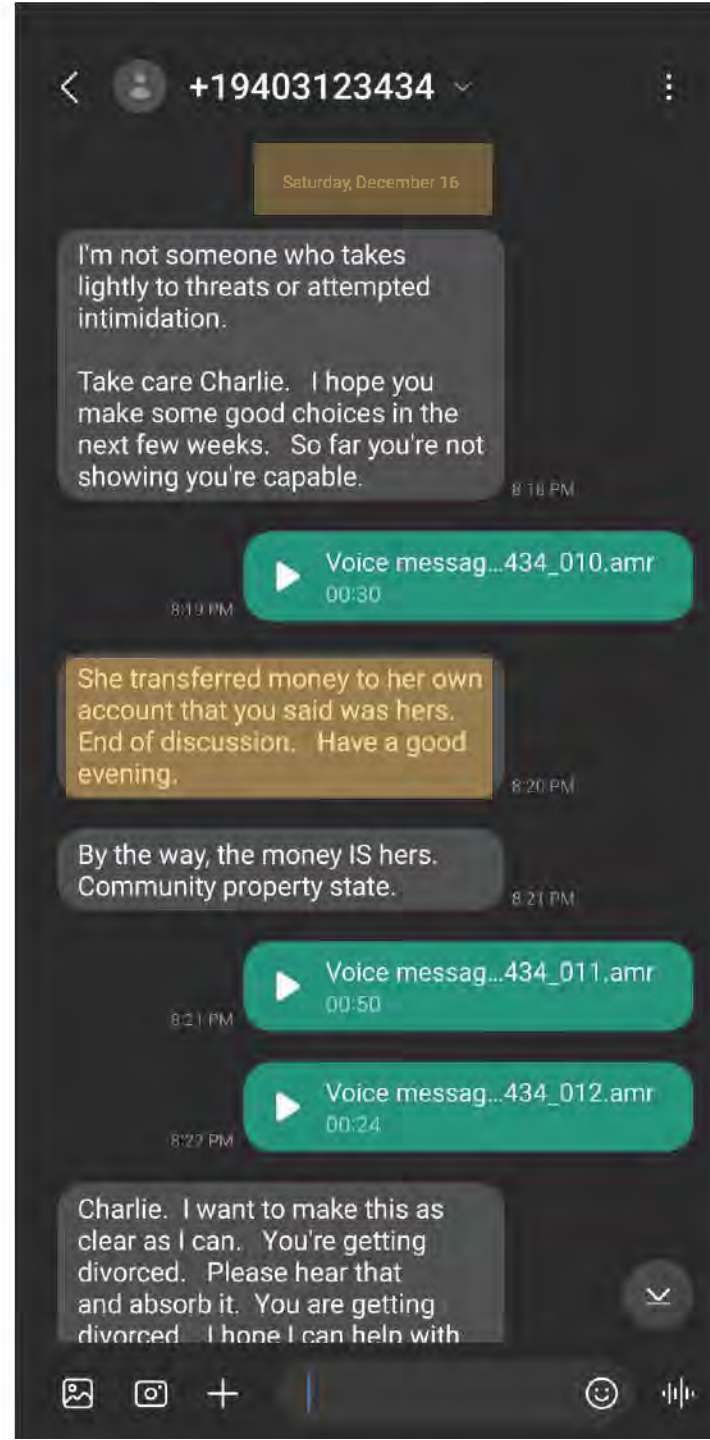 +19403123434
Saturday, December 16
I'm not someone who takes
lightly to threats or attempted
intimidation.
Take care Charlie. I hope you
make some good choices in the
next few weeks. So far you're not
showing you're capable.
8:18 PM
Voice messag...434_010.amr
00:30
8:19 PM
She transferred money to her own
account that you said was hers.
End of discussion. Have a good
evening.
8:20 PM
By the way, the money IS hers.
Community property state.
8:21 PM
Voice messag...434_011.amr
00:50
8:21 PM
Voice messag...434_012.amr
00:24
8:22 PM
Charlie. I want to make this as
clear as I can. You're getting
divorced. Please hear that
and absorb it. You are getting
divorced I hope I can help with